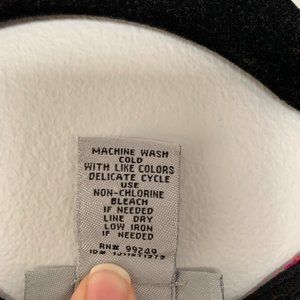 MACHINE WASH
COLD
WITH LIKE COLORS
DELICATE CYCLE
USE
NON-CHLORINE
BLEACH
IF NEEDED
LINE DRY
LOW IRON
IF NEEDED
RN# 99249
ID#